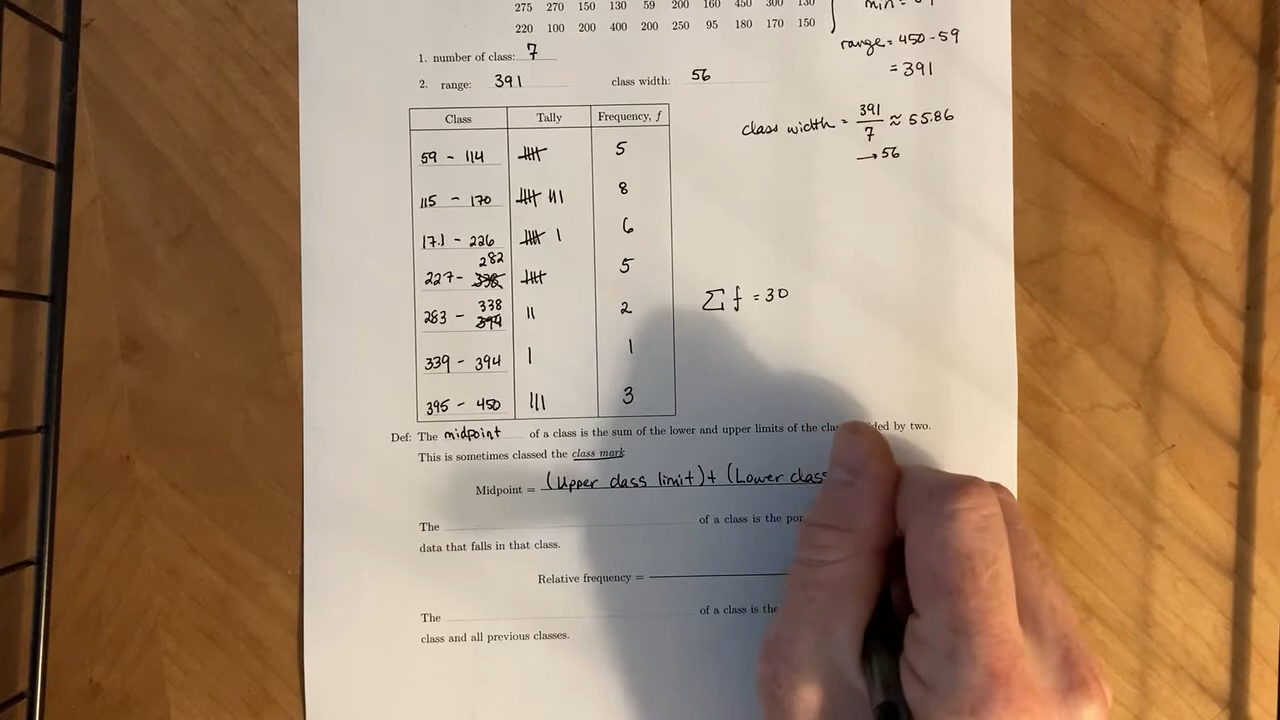 275 270 150 130 59 200 160 450 300 130
220 100 200 400 200 250 95 180 170 150
min =
range = 450 - 59
= 391
1. number of class: 7
2. range: 391 class width: 56
class width = 391/7 ≈ 55.86
→ 56
Class Tally Frequency, f
59 - 114 5
115 - 170 8
171 - 226 6
282
227 - 338 5
338
283 - 394 2
339 - 394 1
395 - 450 3
∑ f = 30
Def: The midpoint of a class is the sum of the lower and upper limits of the by two.
This is sometimes classed the class mark
Midpoint = (Upper class limit) + (Lower class
The of a class is the
data that falls in that class.
Relative frequency =
The of a class is the
class and all previous classes.